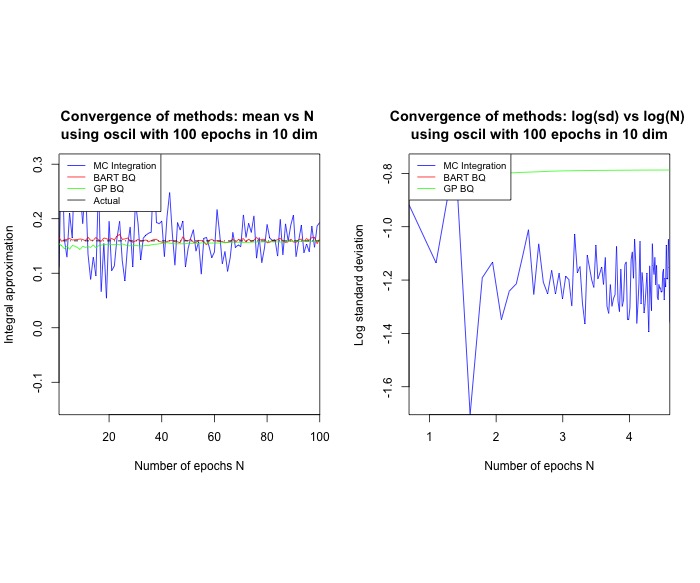 Convergence of methods: mean vs N
using oscil with 100 epochs in 10 dim
MC Integration
BART BQ
GP BQ
Actual
Integral approximation
0.3
0.2
0.1
0.0
-0.1
20
40
60
80
100
Number of epochs N
Convergence of methods: log(sd) vs log(N)
using oscil with 100 epochs in 10 dim
MC Integration
BART BQ
GP BQ
Log standard deviation
-0.8
-1.0
-1.2
-1.4
-1.6
1
2
3
4
Number of epochs N